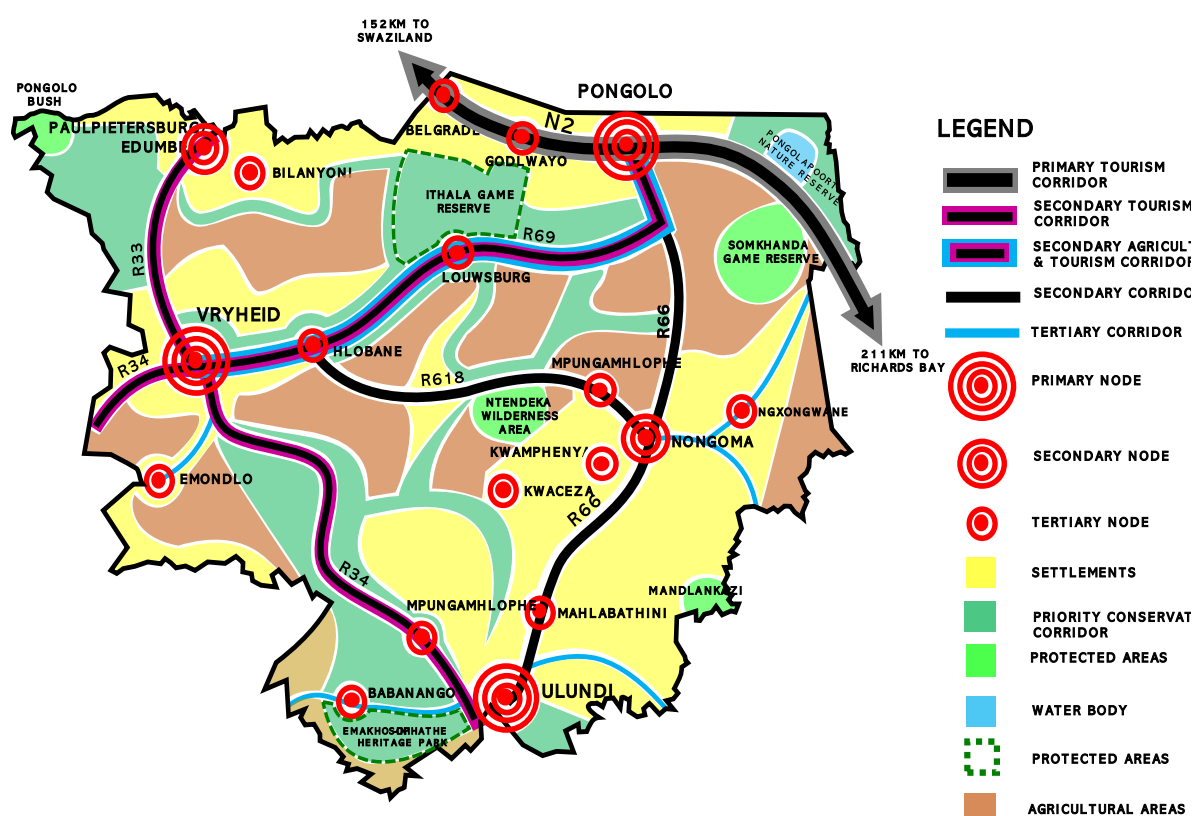 152KM TO
SWAZILAND
PONGOLO
BUSH
PONGOLO
PAULPIETERSBURG/
EDUMBE
BELGRADE
N2
GODLWAYO
BILANYONI
PONGOLAPOORT
NATURE RESERVE
ITHALA GAME
RESERVE
R69
R33
SOMKHANDA
GAME RESERVE
LOUWSBURG
VRYHEID
R66
HLOBANE
R34
MPUNGAMHLOPHE
211KM TO
RICHARDS BAY
R618
NTENDEKA
WILDERNESS
AREA
NGXONGWANE
NONGOMA
KWAMPHENYA
EMONDLO
KWACEZA
R66
R34
MANDLANKAZI
MPUNGAMHLOPHE
MAHLABATHINI
BABANANGO
ULUNDI
HERITAGE PARK
LEGEND
PRIMARY TOURISM
CORRIDOR
SECONDARY TOURISM
CORRIDOR
SECONDARY AGRICULT
& TOURISM CORRIDOR
SECONDARY CORRIDO
TERTIARY CORRIDOR
PRIMARY NODE
SECONDARY NODE
TERTIARY NODE
SETTLEMENTS
PRIORITY CONSERVAT
CORRIDOR
PROTECTED AREAS
WATER BODY
PROTECTED AREAS
AGRICULTURAL AREAS